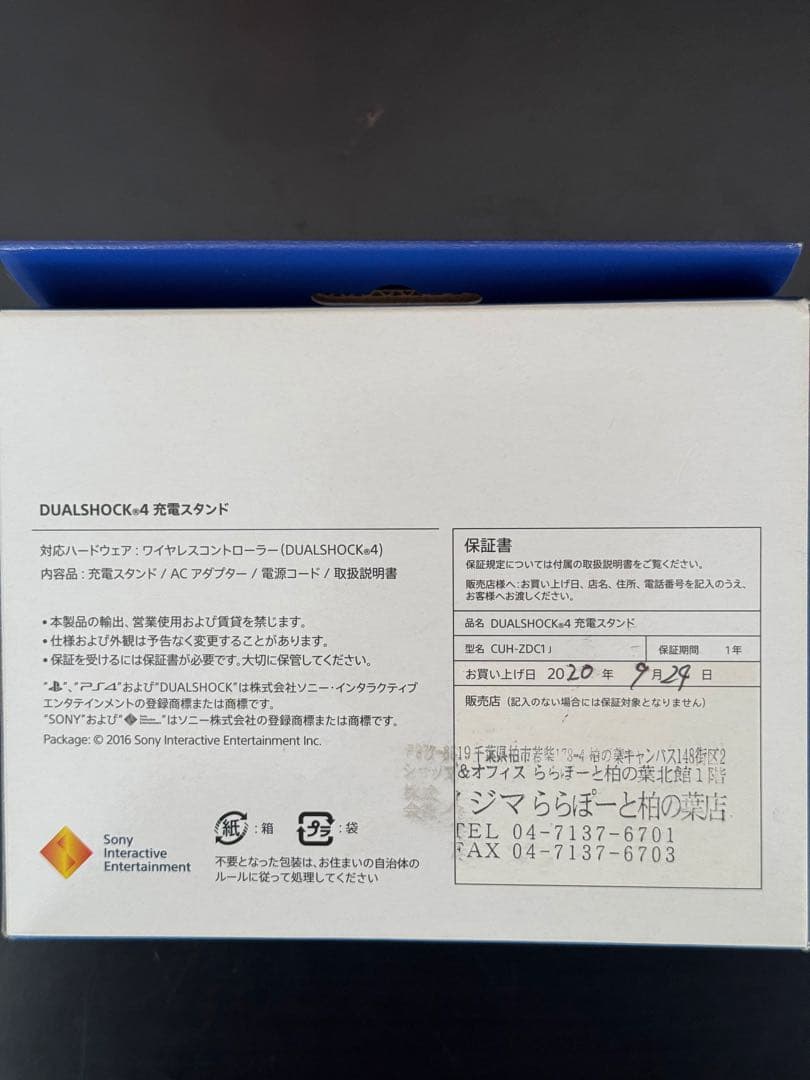 DUALSHOCK®4 充電スタンド
対応ハードウェア：ワイヤレスコントローラー(DUALSHOCK®4)
内容品：充電スタンド / AC アダプター / 電源コード / 取扱説明書
• 本製品の輸出、営業使用および賃貸を禁じます。
• 仕様および外観は予告なく変更することがあります。
• 保証を受けるには保証書が必要です。大切に保管してください。
"PS"、"PS4"および"DUALSHOCK"は株式会社ソニー・インタラクティブ
エンタテインメントの登録商標または商標です。
"SONY"および" "はソニー株式会社の登録商標または商標です。
Package: © 2016 Sony Interactive Entertainment Inc.
Sony
Interactive
Entertainment
紙：箱 プラ：袋
不要となった包装は、お住まいの自治体の
ルールに従って処理してください
保証書
保証規定については付属の取扱説明書をご覧ください。
販売店様へ：お買い上げ日、店名、住所、電話番号を記入のうえ、
お客様へお渡しください。
品名 DUALSHOCK®4 充電スタンド
型名 CUH-ZDC1 J 保証期間 1年
お買い上げ日 2020 年 9 月 29 日
販売店（記入のない場合には保証対象となりません）
19 千葉県柏市若柴178-4 柏の葉キャンパス148街区2
ショップ&オフィス ららぽーと柏の葉北館1階
ジマ ららぽーと柏の葉店
TEL 04-7137-6701
FAX 04-7137-6703